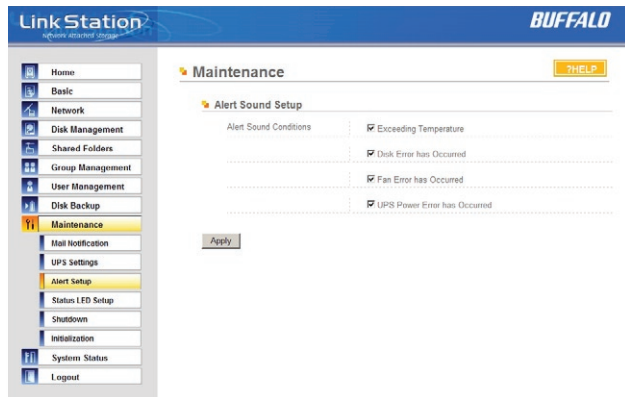 LinkStation
network attached storage
BUFFALO
Home
Basic
Network
Disk Management
Shared Folders
Group Management
User Management
Disk Backup
Maintenance
Mail Notification
UPS Settings
Alert Setup
Status LED Setup
Shutdown
Initialization
System Status
Logout
Maintenance
?HELP
Alert Sound Setup
Alert Sound Conditions
Exceeding Temperature
Disk Error has Occurred
Fan Error has Occurred
UPS Power Error has Occurred
Apply